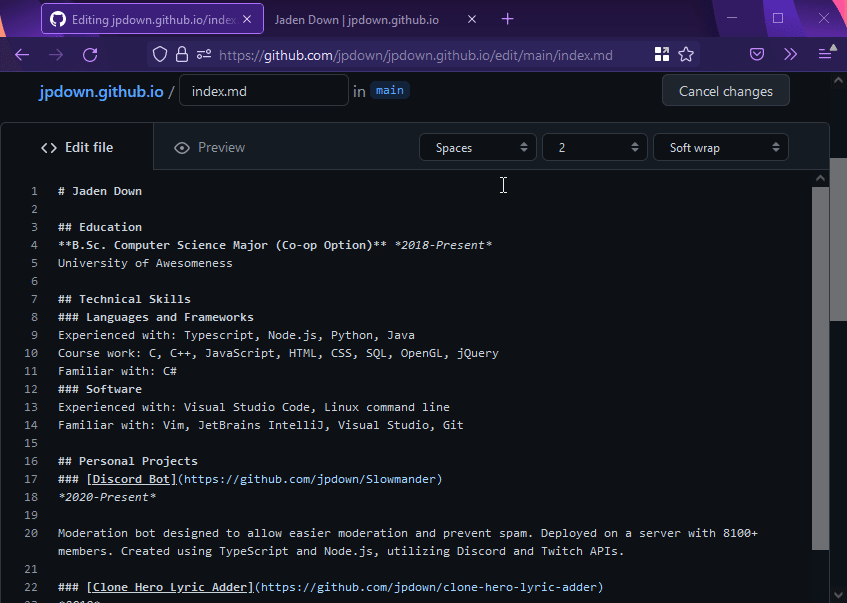 Editing jpdown.github.io/index
Jaden Down | jpdown.github.io
https://github.com/jpdown/jpdown.github.io/edit/main/index.md
jpdown.github.io / index.md in main Cancel changes
Edit file Preview Spaces 2 Soft wrap
1 # Jaden Down
2
3 ## Education
4 **B.Sc. Computer Science Major (Co-op Option)** *2018-Present*
5 University of Awesomeness
6
7 ## Technical Skills
8 ### Languages and Frameworks
9 Experienced with: Typescript, Node.js, Python, Java
10 Course work: C, C++, JavaScript, HTML, CSS, SQL, OpenGL, jQuery
11 Familiar with: C#
12 ### Software
13 Experienced with: Visual Studio Code, Linux command line
14 Familiar with: Vim, JetBrains IntelliJ, Visual Studio, Git
15
16 ## Personal Projects
17 ### [Discord Bot](https://github.com/jpdown/Slowmander)
18 *2020-Present*
19
20 Moderation bot designed to allow easier moderation and prevent spam. Deployed on a server with 8100+
members. Created using TypeScript and Node.js, utilizing Discord and Twitch APIs.
21
22 ### [Clone Hero Lyric Adder](https://github.com/jpdown/clone-hero-lyric-adder)